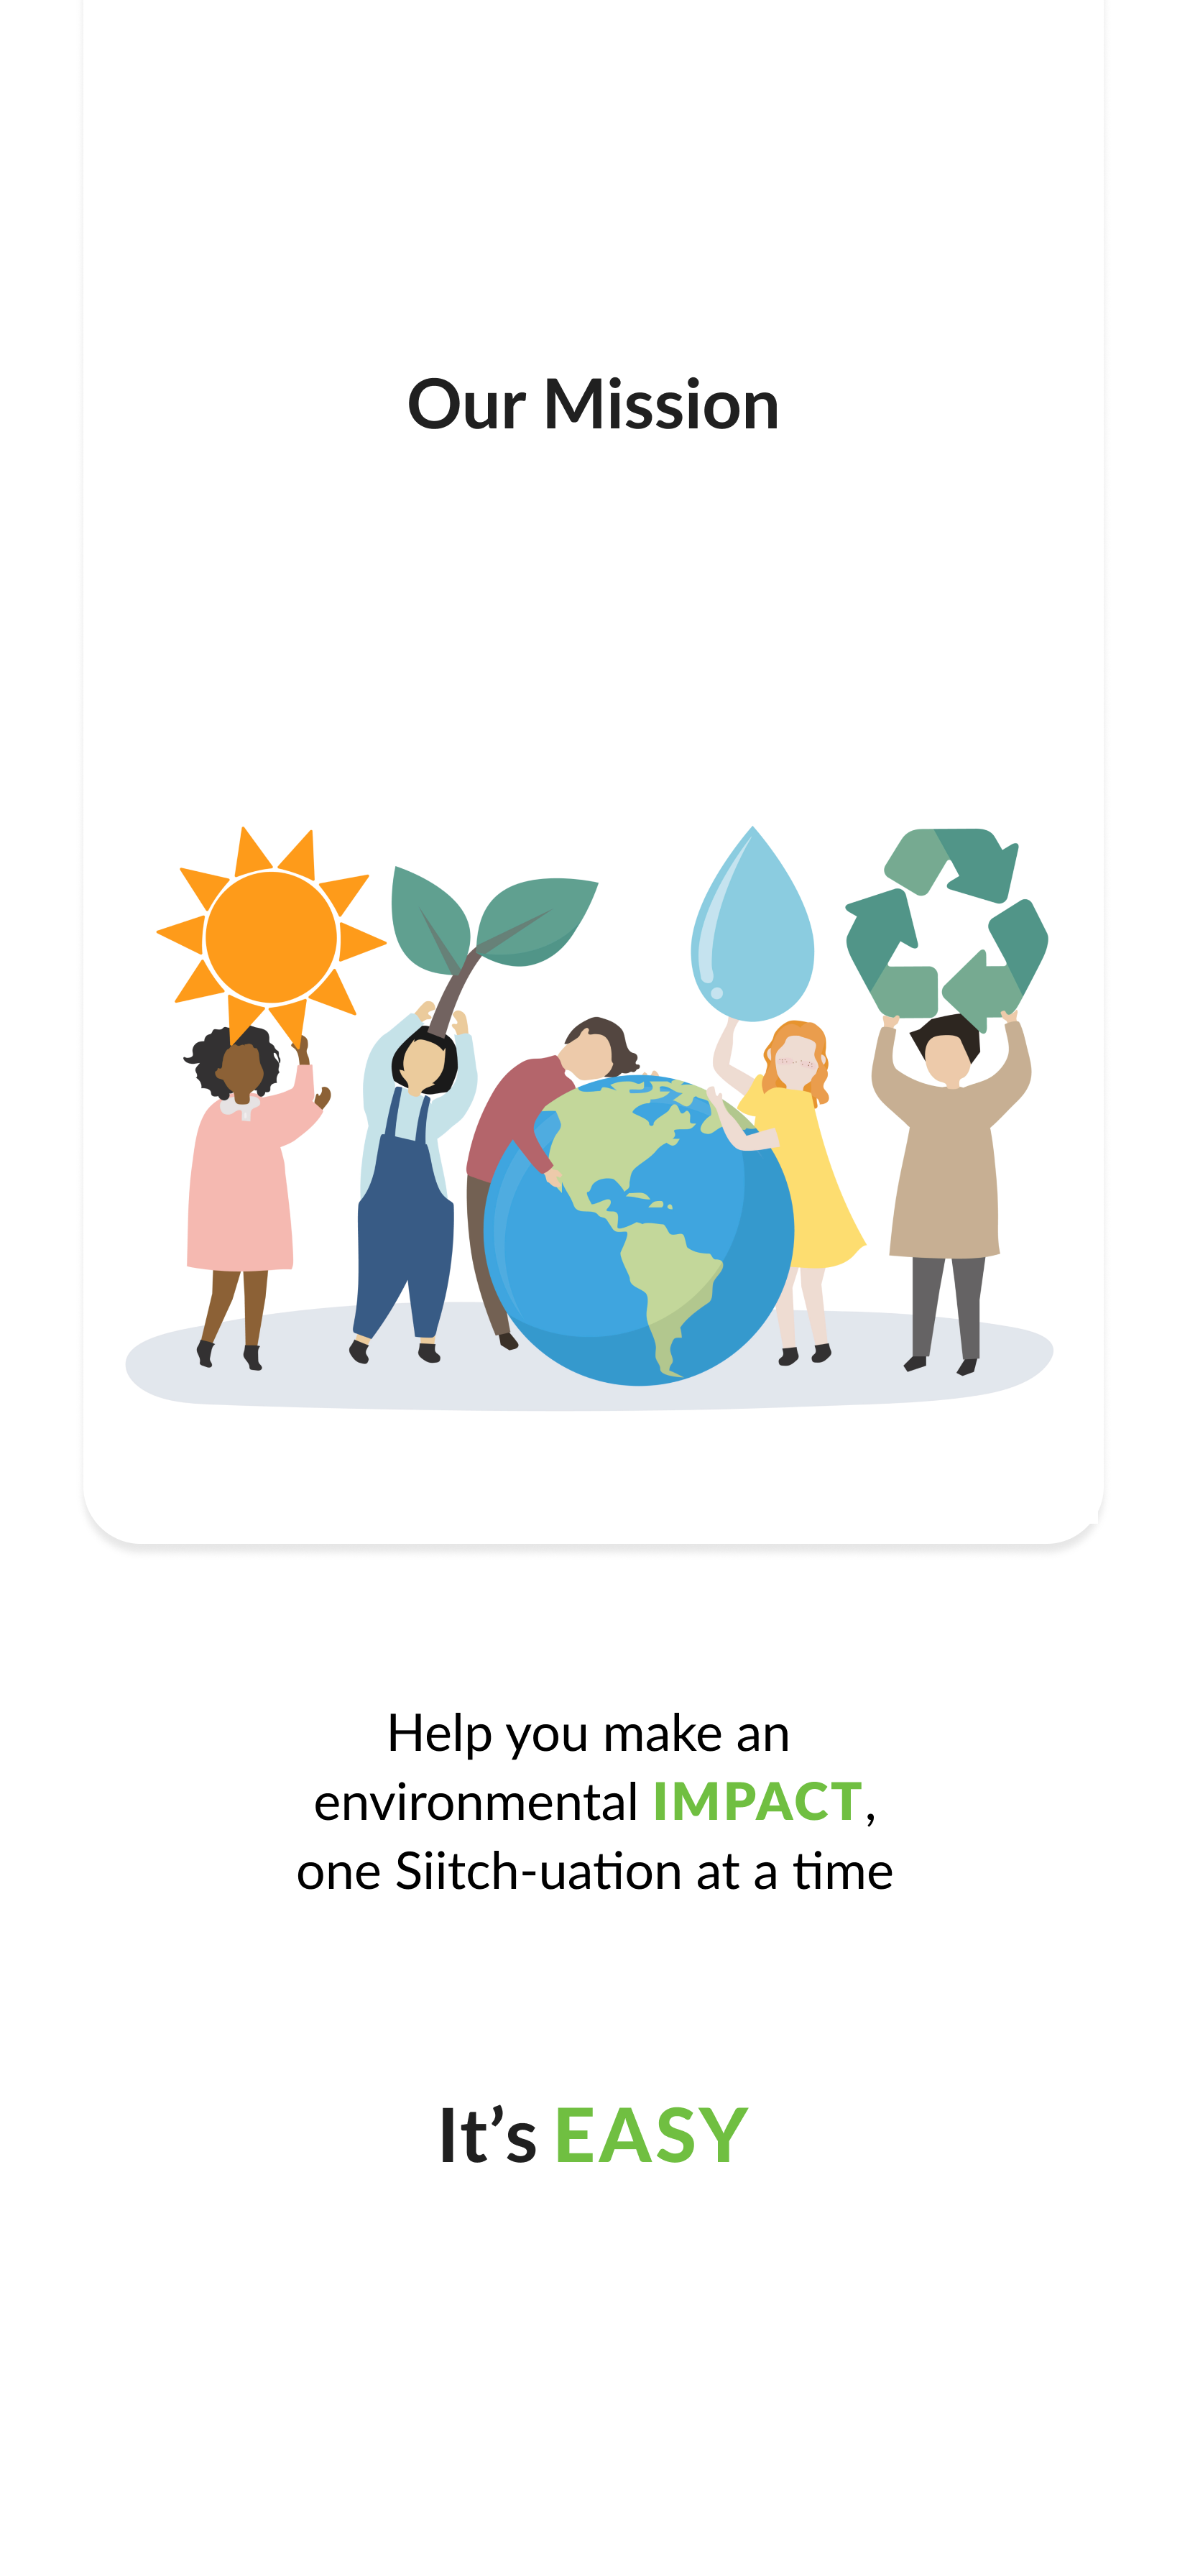 Our Mission
Help you make an
environmental IMPACT,
one Siitch-uation at a time
It’s EASY